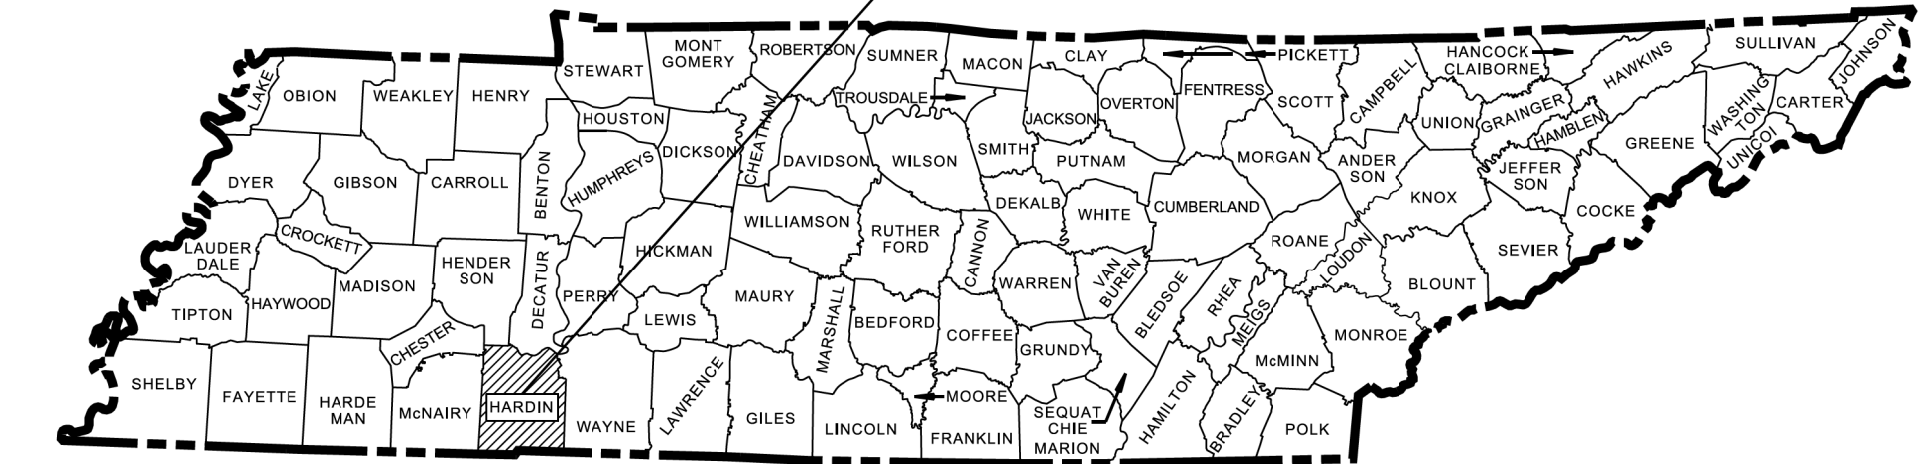 LAKE
OBION
WEAKLEY
HENRY
STEWART
MONT
GOMERY
ROBERTSON
SUMNER
MACON
CLAY
PICKETT
HANCOCK
CLAIBORNE
HAWKINS
SULLIVAN
JOHNSON
TROUSDALE
HOUSTON
CHEATHAM
JACKSON
OVERTON
FENTRESS
SCOTT
CAMPBELL
UNION
GRAINGER
HAMBLEN
WASHING
TON
CARTER
UNICOI
GREENE
DYER
GIBSON
CARROLL
BENTON
HUMPHREYS
DICKSON
DAVIDSON
WILSON
SMITH
PUTNAM
MORGAN
ANDER
SON
KNOX
JEFFER
SON
COCKE
LAUDER
DALE
CROCKETT
MADISON
HENDER
SON
DECATUR
PERRY
HICKMAN
WILLIAMSON
RUTHER
FORD
CANNON
DEKALB
WHITE
CUMBERLAND
ROANE
LOUDON
SEVIER
BLOUNT
TIPTON
HAYWOOD
CHESTER
LEWIS
MAURY
MARSHALL
BEDFORD
COFFEE
WARREN
VAN
BUREN
BLEDSOE
RHEA
MEIGS
MONROE
McMINN
GRUNDY
SHELBY
FAYETTE
HARDE
MAN
McNAIRY
HARDIN
WAYNE
LAWRENCE
GILES
LINCOLN
MOORE
FRANKLIN
SEQUAT
CHIE
MARION
HAMILTON
BRADLEY
POLK